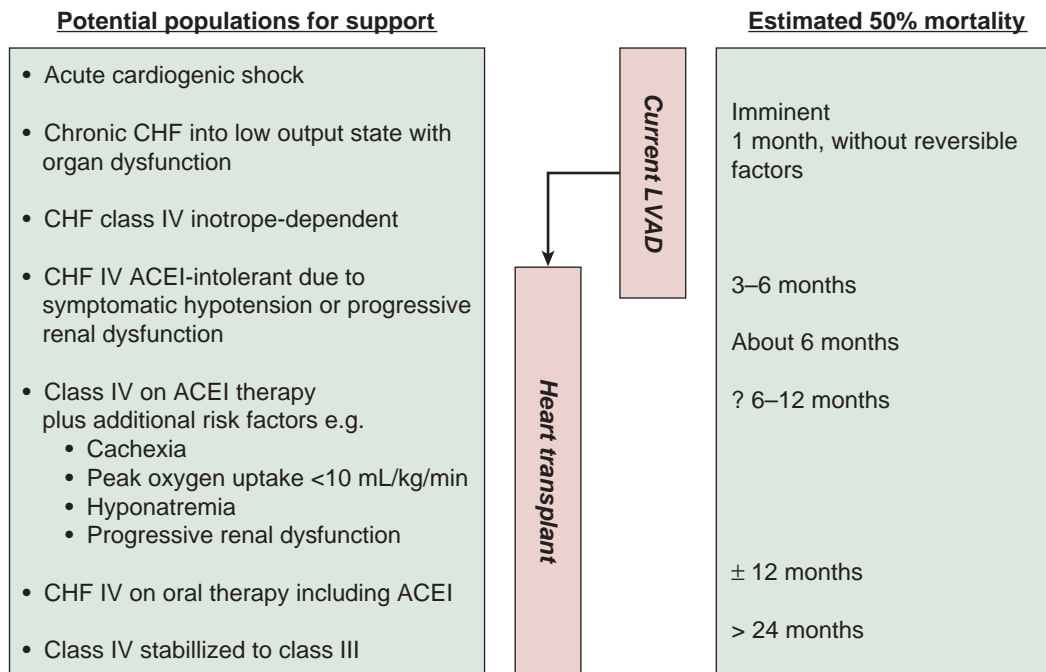 Potential populations for support
• Acute cardiogenic shock
• Chronic CHF into low output state with
organ dysfunction
• CHF class IV inotrope-dependent
• CHF IV ACEI-intolerant due to
symptomatic hypotension or progressive
renal dysfunction
• Class IV on ACEI therapy
plus additional risk factors e.g.
• Cachexia
• Peak oxygen uptake <10 mL/kg/min
• Hyponatremia
• Progressive renal dysfunction
• CHF IV on oral therapy including ACEI
• Class IV stabillized to class III
Current LVAD
Heart transplant
Estimated 50% mortality
Imminent
1 month, without reversible
factors
3–6 months
About 6 months
? 6–12 months
± 12 months
> 24 months